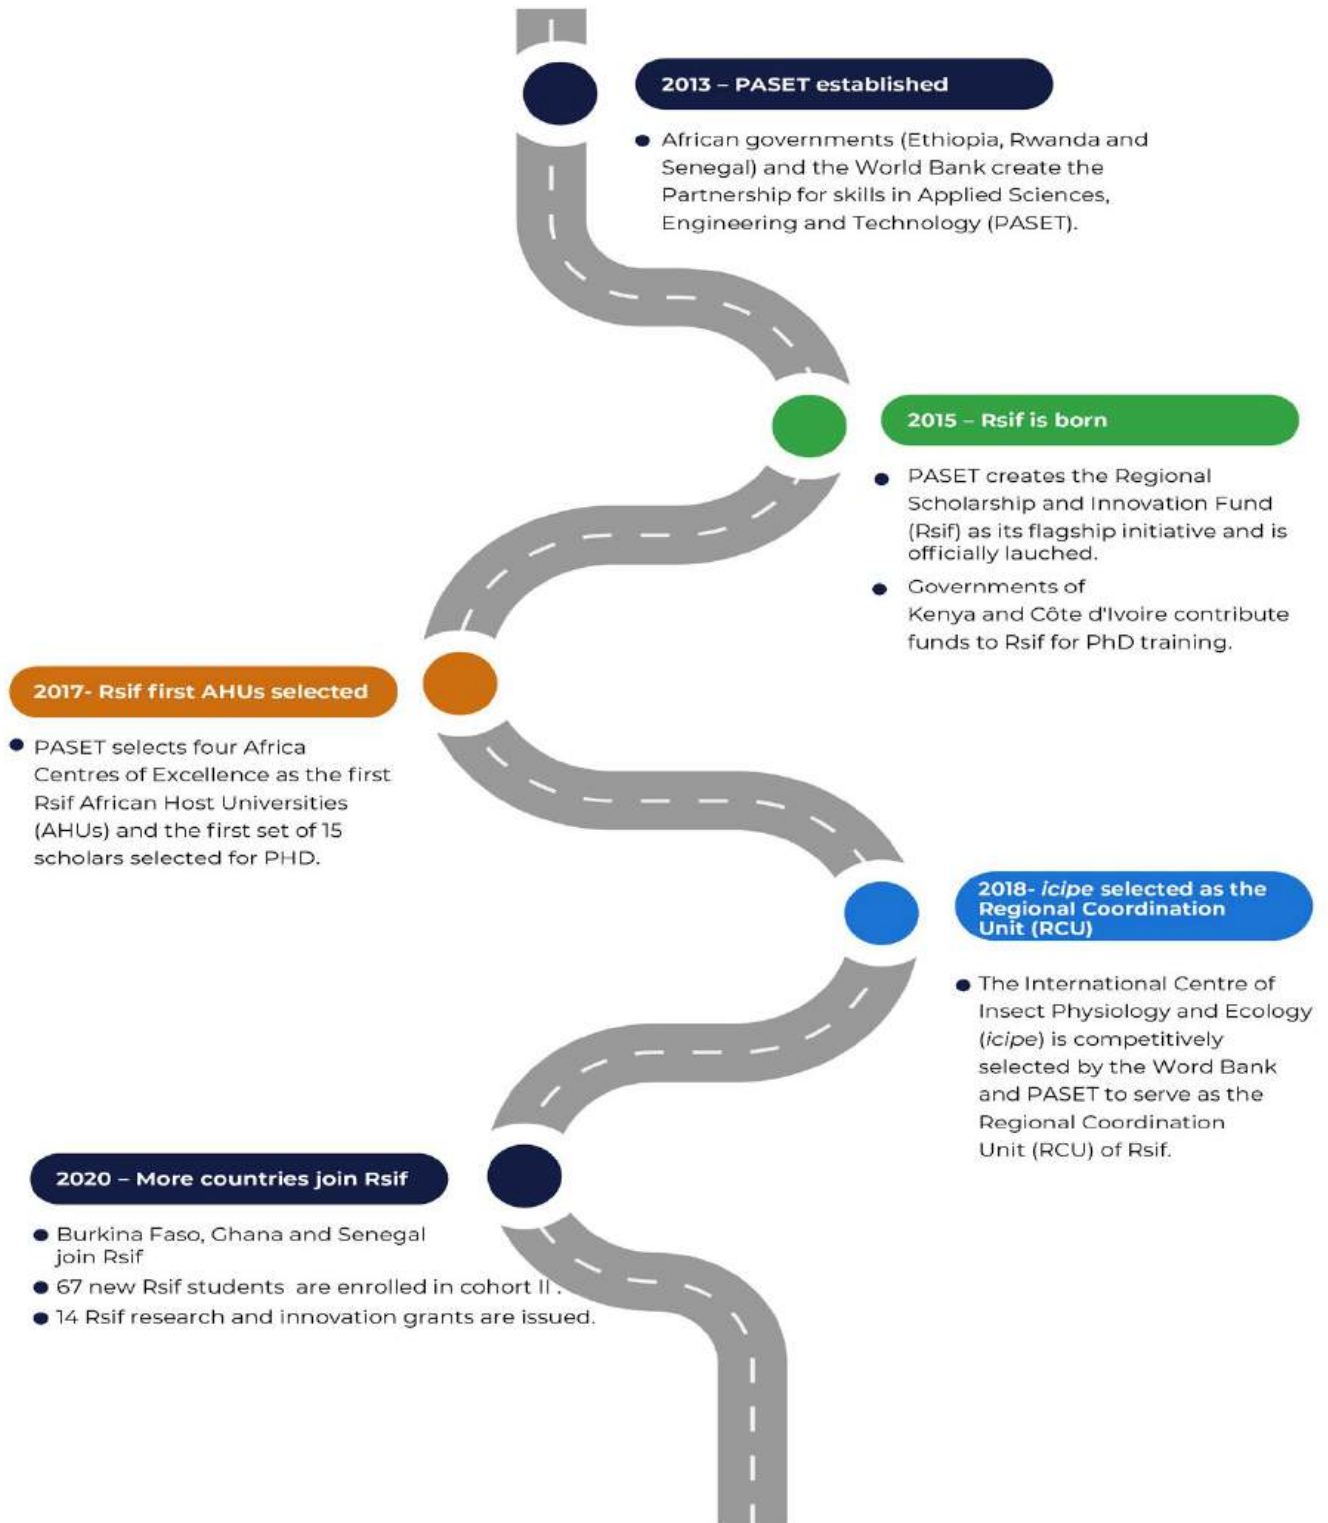 2013 – PASET established
African governments (Ethiopia, Rwanda and
Senegal) and the World Bank create the
Partnership for skills in Applied Sciences,
Engineering and Technology (PASET).
2015 – Rsif is born
PASET creates the Regional
Scholarship and Innovation Fund
(Rsif) as its flagship initiative and is
officially lauched.
Governments of
Kenya and Côte d'Ivoire contribute
funds to Rsif for PhD training.
2017- Rsif first AHUs selected
PASET selects four Africa
Centres of Excellence as the first
Rsif African Host Universities
(AHUs) and the first set of 15
scholars selected for PHD.
2018- icipe selected as the
Regional Coordination
Unit (RCU)
The International Centre of
Insect Physiology and Ecology
(icipe) is competitively
selected by the Word Bank
and PASET to serve as the
Regional Coordination
Unit (RCU) of Rsif.
2020 – More countries join Rsif
Burkina Faso, Ghana and Senegal
join Rsif
67 new Rsif students are enrolled in cohort II .
14 Rsif research and innovation grants are issued.